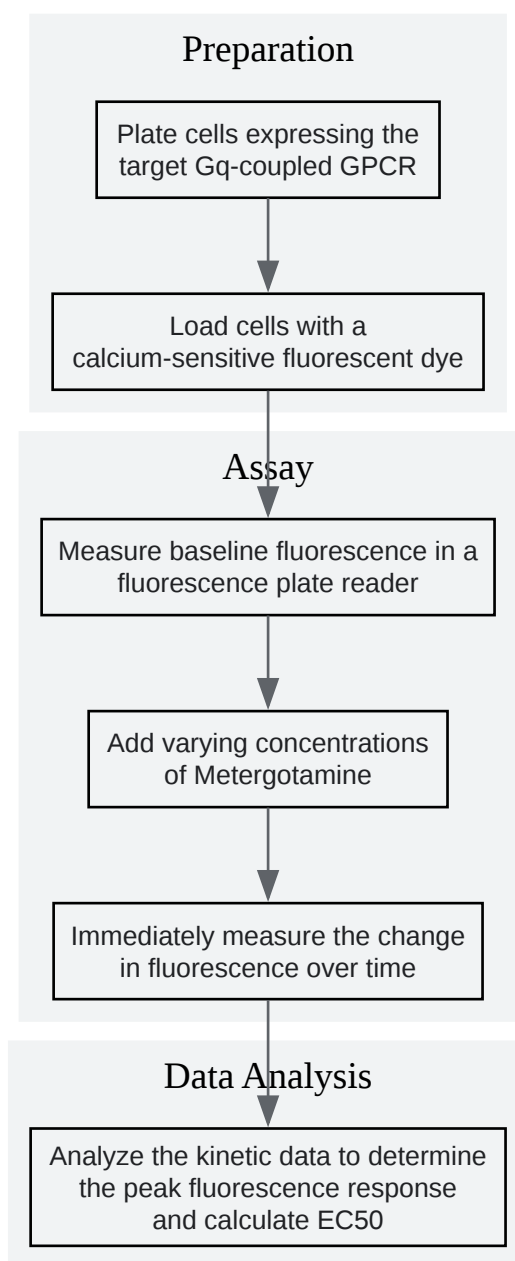 Preparation
Plate cells expressing the
target Gq-coupled GPCR
Load cells with a
calcium-sensitive fluorescent dye
Assay
Measure baseline fluorescence in a
fluorescence plate reader
Add varying concentrations
of Metergotamine
Immediately measure the change
in fluorescence over time
Data Analysis
Analyze the kinetic data to determine
the peak fluorescence response
and calculate EC50